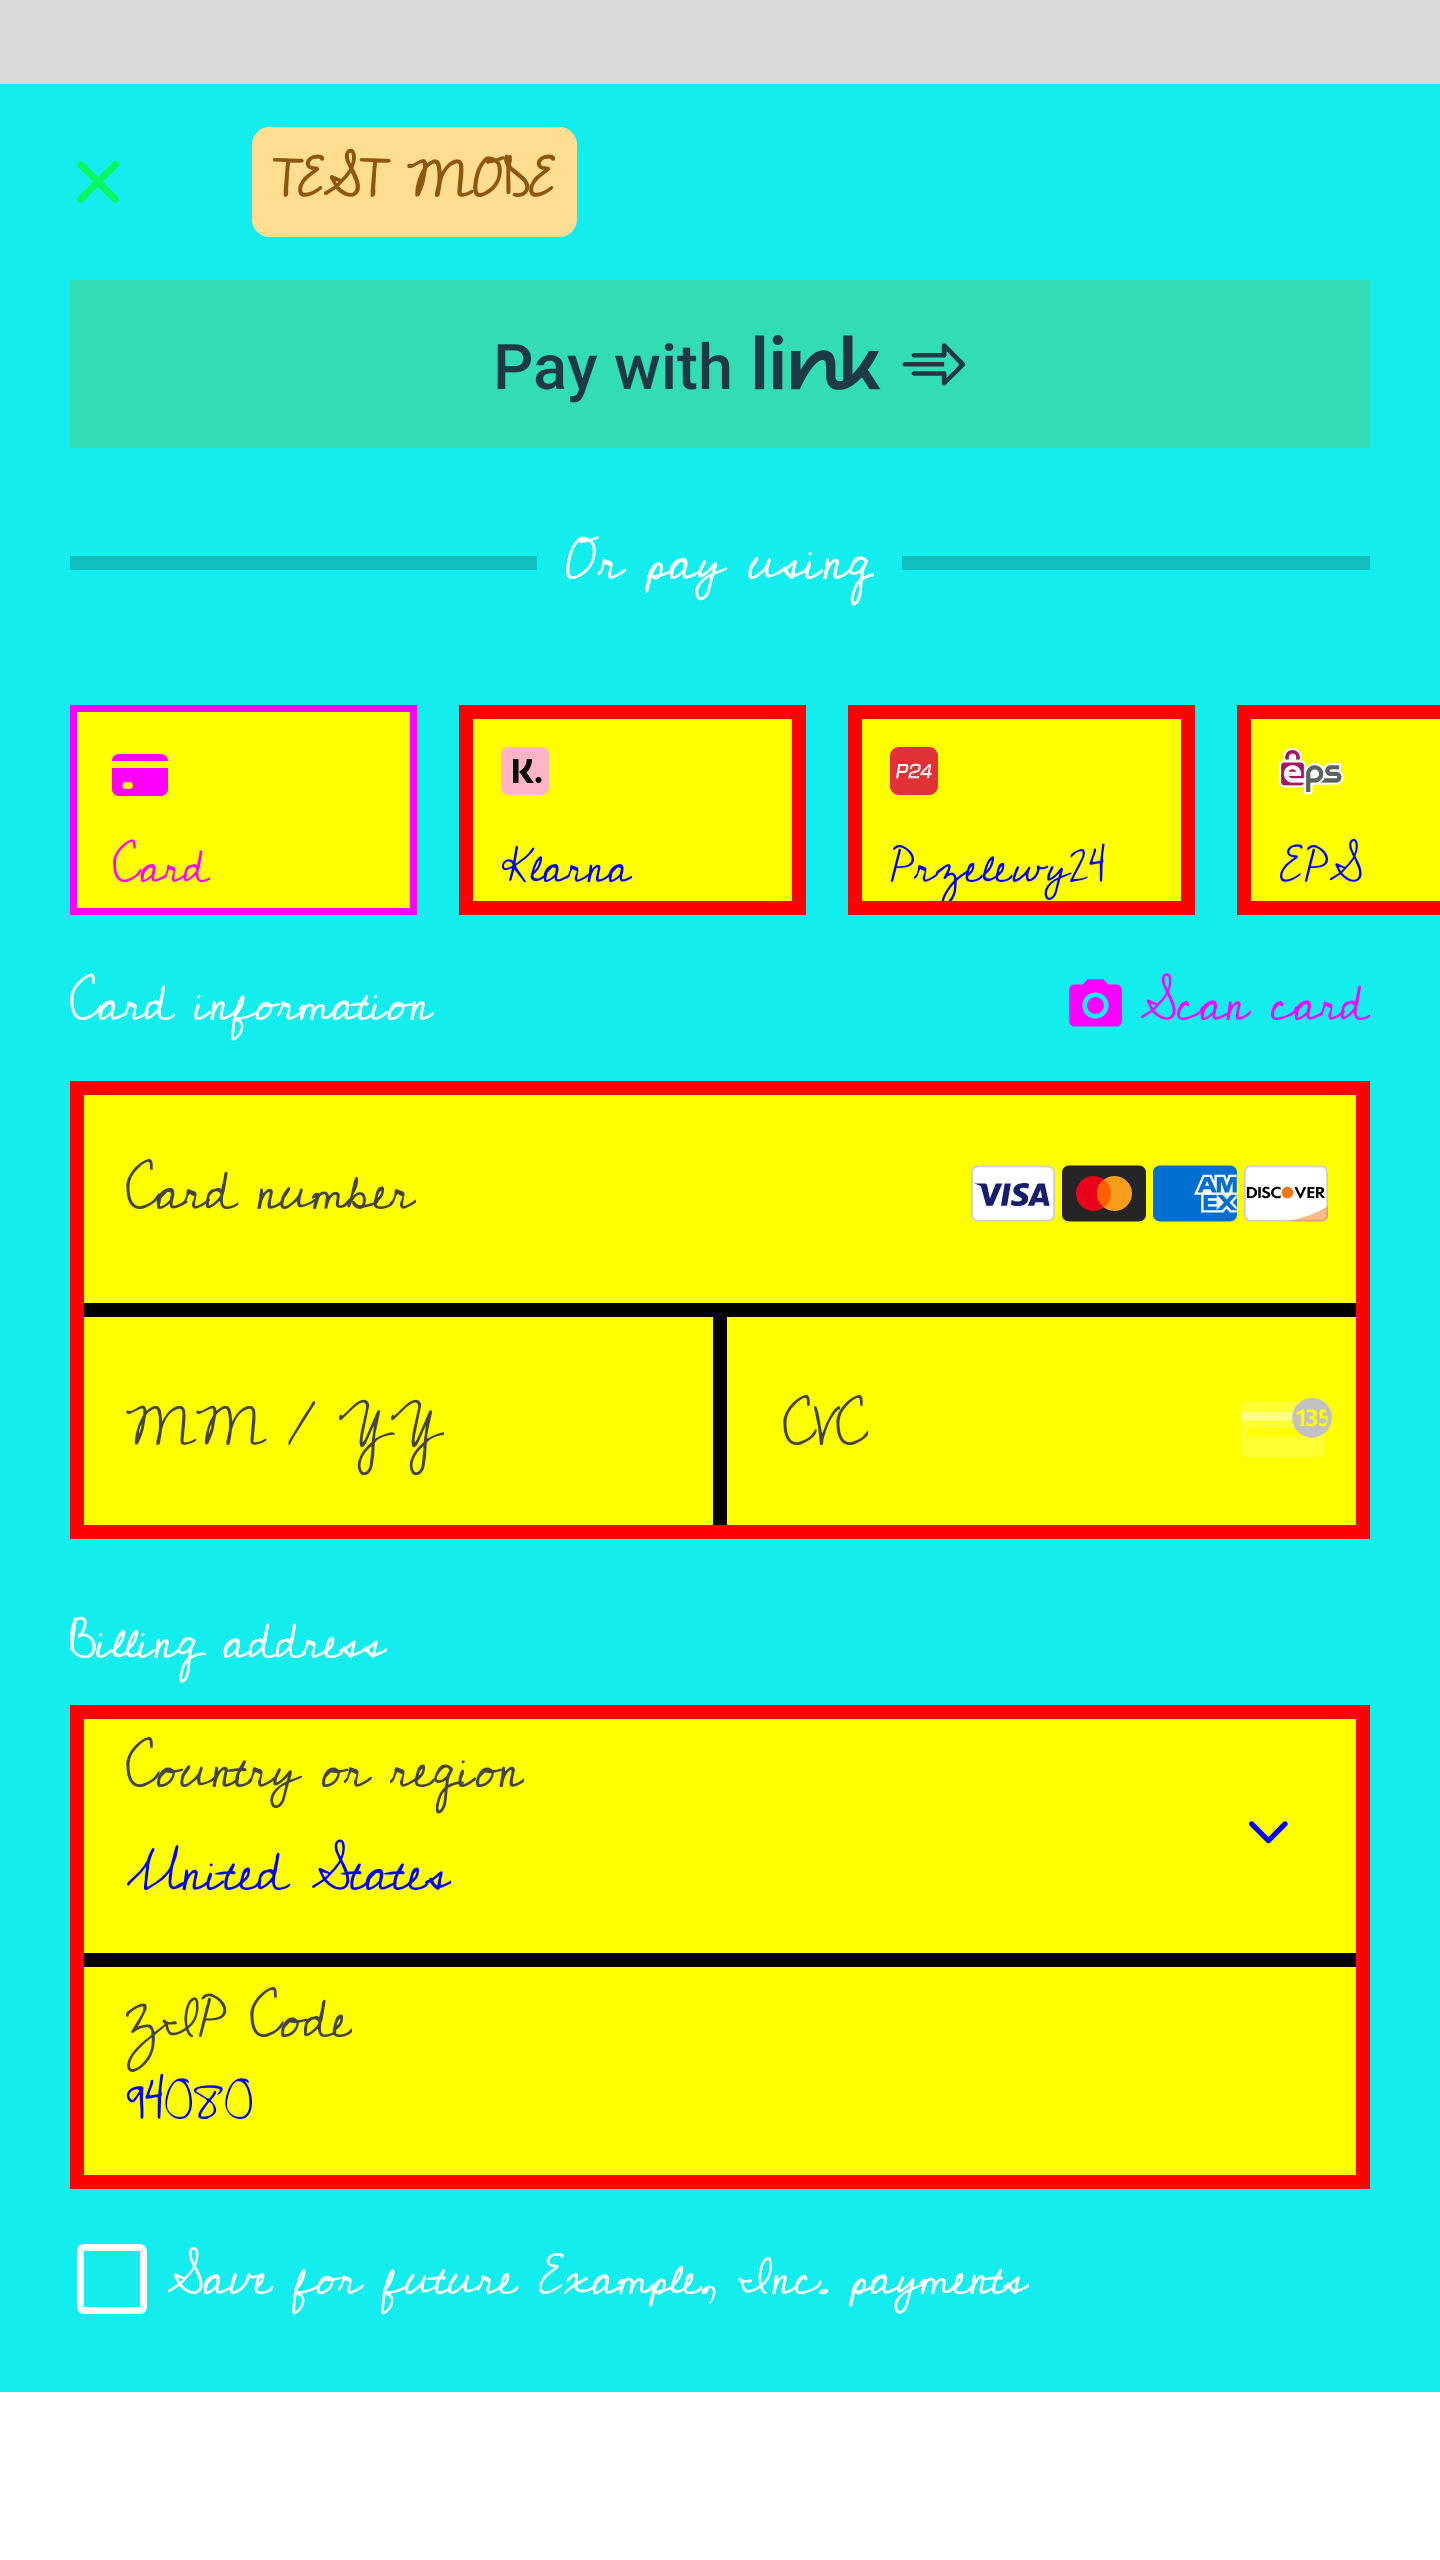 TEST MODE
Pay with link
Or pay using
K. P24 eps
Card Klarna Przelewy24 EPS
Card information Scan card
Card number VISA AM EX DISCOVER
MM / YY CVC 135
Billing address
Country or region
United States
ZIP Code
94080
Save for future Example, Inc. payments